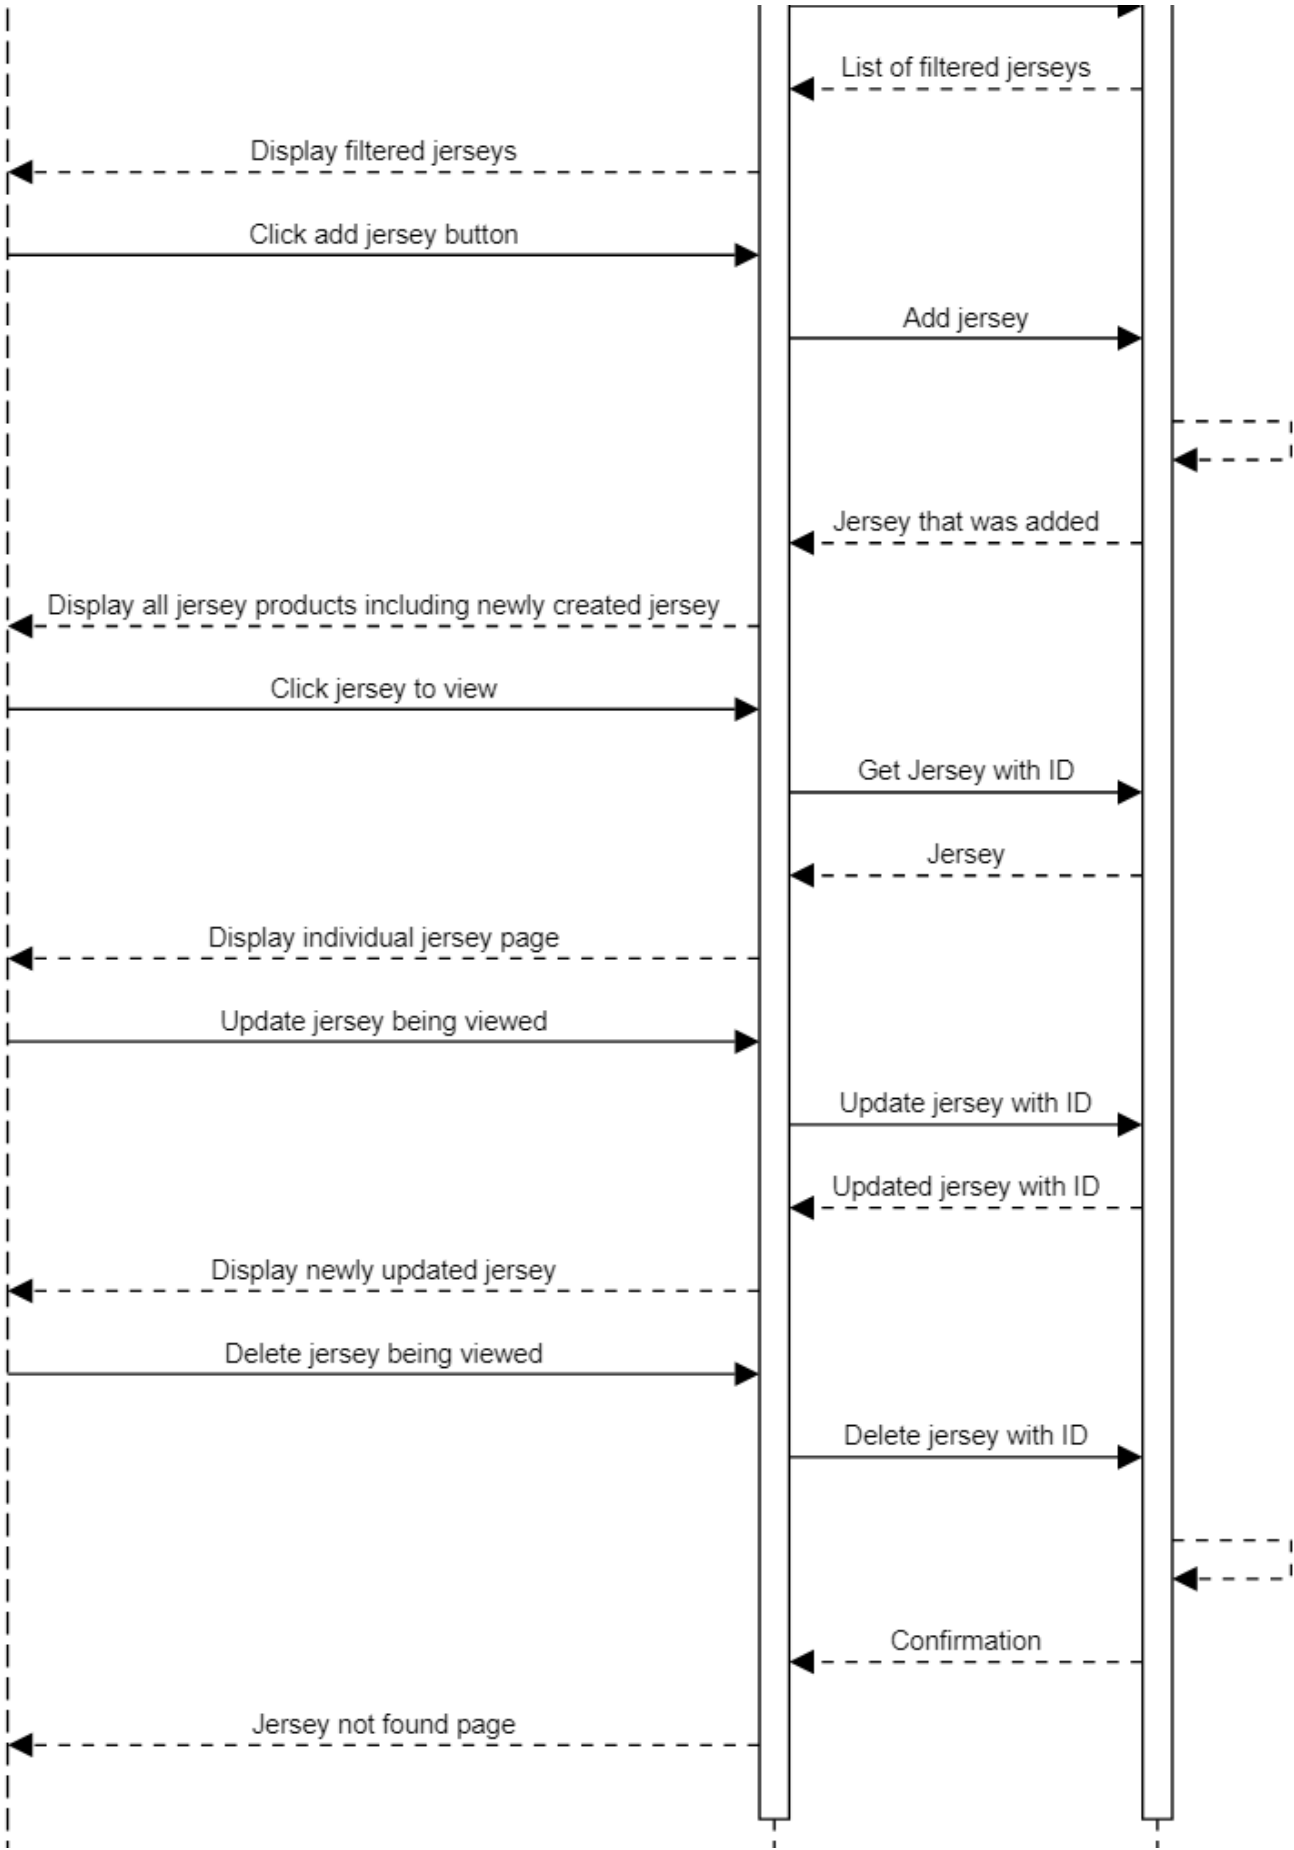 List of filtered jerseys
Display filtered jerseys
Click add jersey button
Add jersey
Jersey that was added
Display all jersey products including newly created jersey
Click jersey to view
Get Jersey with ID
Jersey
Display individual jersey page
Update jersey being viewed
Update jersey with ID
Updated jersey with ID
Display newly updated jersey
Delete jersey being viewed
Delete jersey with ID
Confirmation
Jersey not found page